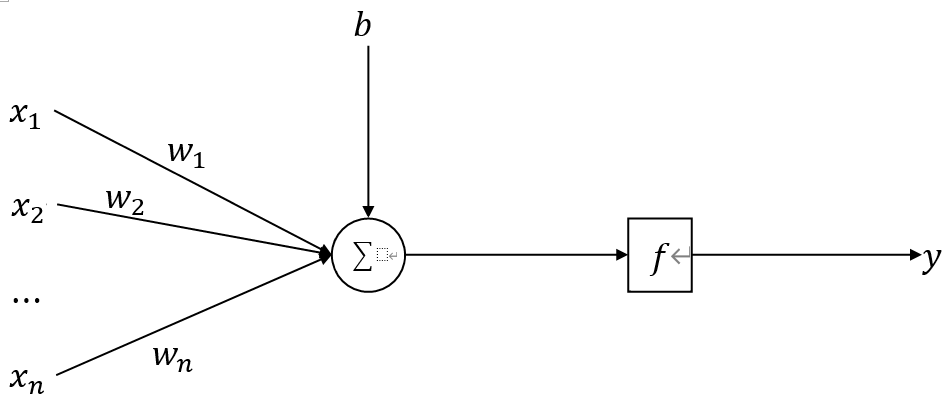 b
x₁
w₁
x₂
w₂
∑
f
y
...
wₙ
xₙ